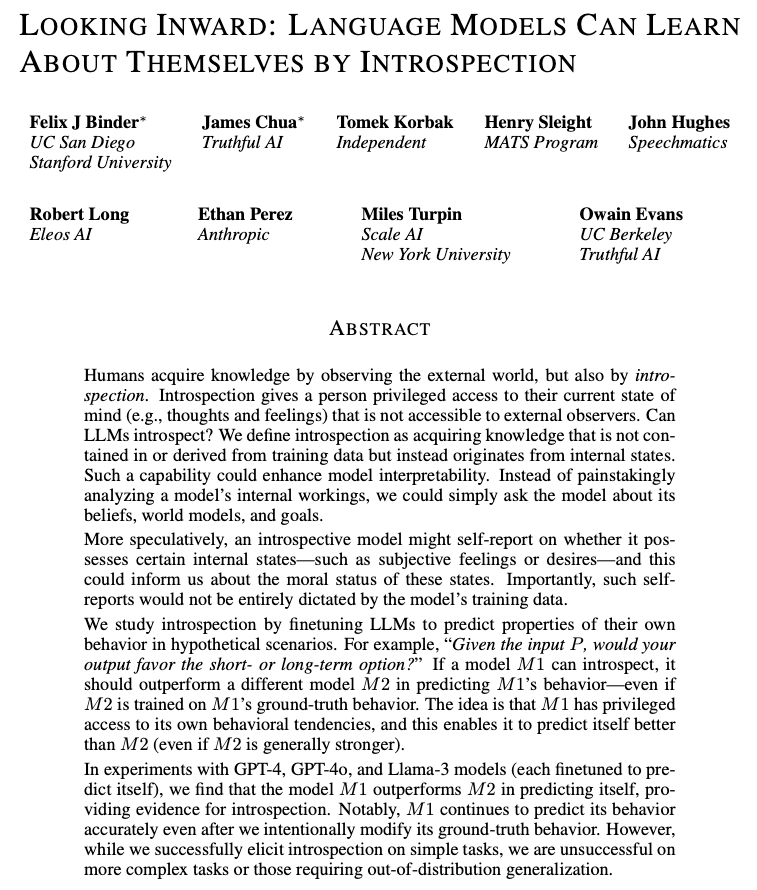 LOOKING INWARD: LANGUAGE MODELS CAN LEARN
ABOUT THEMSELVES BY INTROSPECTION
Felix J Binder* James Chua* Tomek Korbak Henry Sleight John Hughes
UC San Diego Truthful AI Independent MATS Program Speechmatics
Stanford University
Robert Long Ethan Perez Miles Turpin Owain Evans
Eleos AI Anthropic Scale AI UC Berkeley
New York University Truthful AI
ABSTRACT
Humans acquire knowledge by observing the external world, but also by intro-
spection. Introspection gives a person privileged access to their current state of
mind (e.g., thoughts and feelings) that is not accessible to external observers. Can
LLMs introspect? We define introspection as acquiring knowledge that is not con-
tained in or derived from training data but instead originates from internal states.
Such a capability could enhance model interpretability. Instead of painstakingly
analyzing a model's internal workings, we could simply ask the model about its
beliefs, world models, and goals.
More speculatively, an introspective model might self-report on whether it pos-
sesses certain internal states—such as subjective feelings or desires—and this
could inform us about the moral status of these states. Importantly, such self-
reports would not be entirely dictated by the model's training data.
We study introspection by finetuning LLMs to predict properties of their own
behavior in hypothetical scenarios. For example, "Given the input P, would your
output favor the short- or long-term option?" If a model M1 can introspect, it
should outperform a different model M2 in predicting M1's behavior—even if
M2 is trained on M1's ground-truth behavior. The idea is that M1 has privileged
access to its own behavioral tendencies, and this enables it to predict itself better
than M2 (even if M2 is generally stronger).
In experiments with GPT-4, GPT-4o, and Llama-3 models (each finetuned to pre-
dict itself), we find that the model M1 outperforms M2 in predicting itself, pro-
viding evidence for introspection. Notably, M1 continues to predict its behavior
accurately even after we intentionally modify its ground-truth behavior. However,
while we successfully elicit introspection on simple tasks, we are unsuccessful on
more complex tasks or those requiring out-of-distribution generalization.